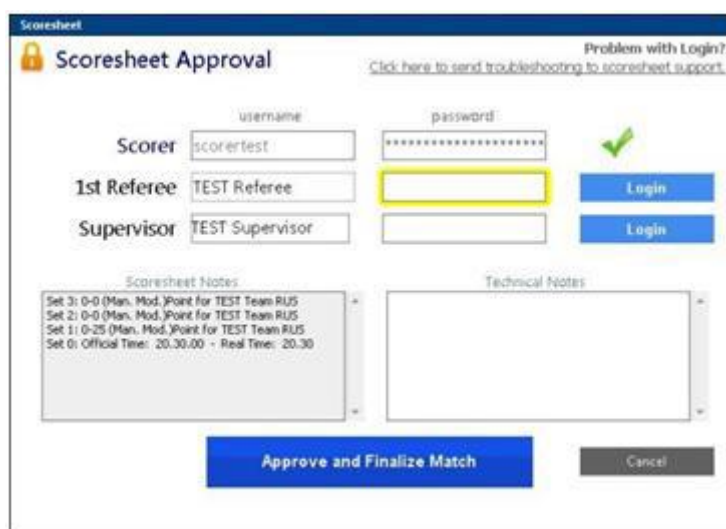 Scoresheet
Scoresheet Approval
Problem with Login?
Click here to send troubleshooting to scoresheet support.
username password
Scorer scorertest *********************
1st Referee TEST Referee Login
Supervisor TEST Supervisor Login
Scoresheet Notes Technical Notes
Set 3: 0-0 (Man. Mod.)Point for TEST Team RUS
Set 2: 0-0 (Man. Mod.)Point for TEST Team RUS
Set 1: 0-25 (Man. Mod.)Point for TEST Team RUS
Set 0: Official Time: 20.30.00 - Real Time: 20.30
Approve and Finalize Match Cancel